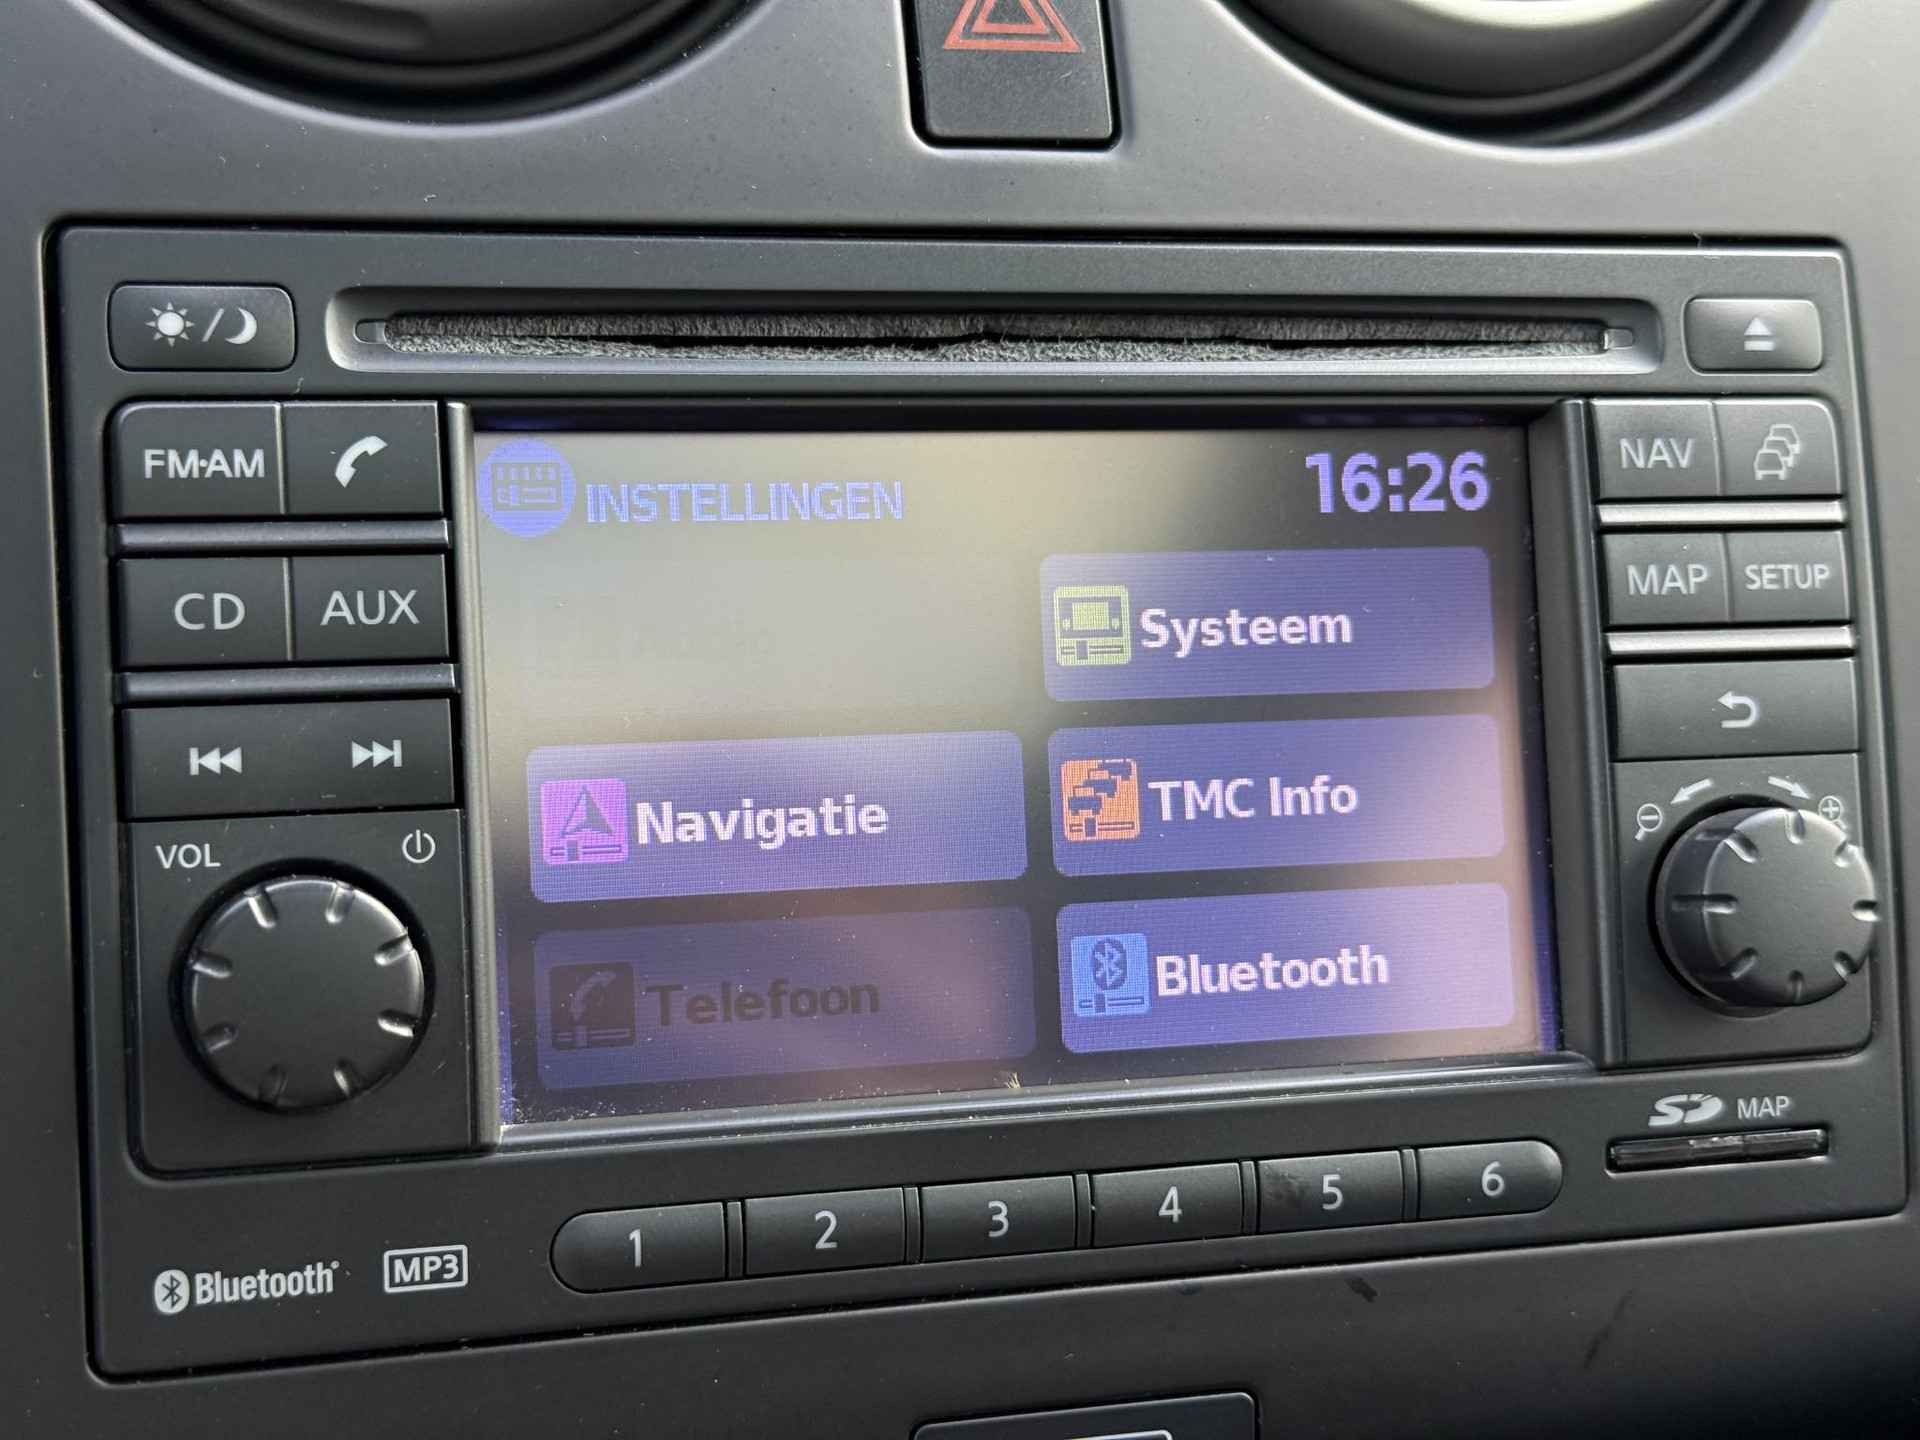 FM·AM
CD
AUX
VOL
INSTELLINGEN
16:26
Systeem
Navigatie
TMC Info
Telefoon
Bluetooth
NAV
MAP
SETUP
SD MAP
1 2 3 4 5 6
Bluetooth
MP3